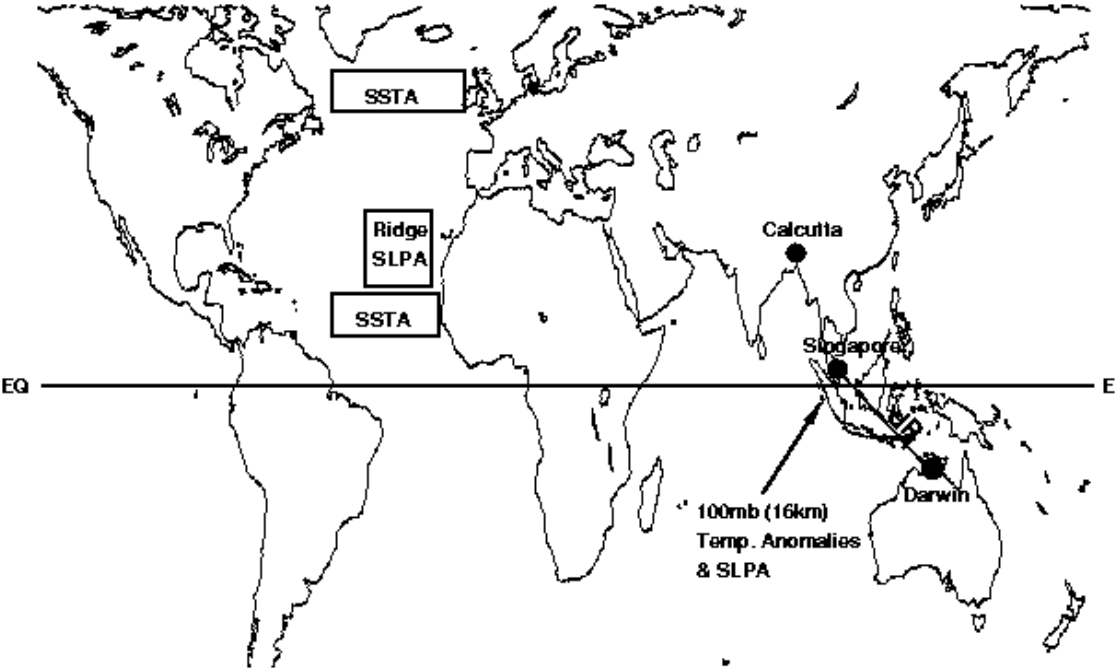 SSTA
Ridge
SLPA
Calcutta
SSTA
Singapore
EQ
E
Darwin
100mb (16km)
Temp. Anomalies
& SLPA